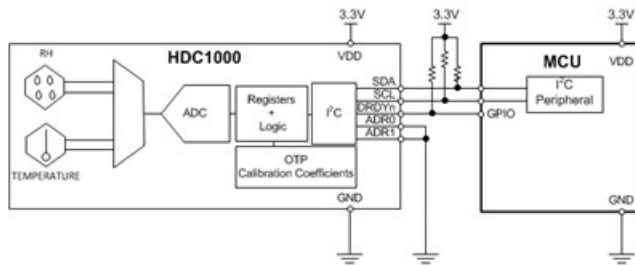 3.3V
3.3V
3.3V
RH
HDC1000
VDD
MCU
VDD
SDA
SCL
DRDYn
ADR0
ADR1
I²C
Peripheral
GPIO
ADC
Registers
+
Logic
I²C
OTP
Calibration Coefficients
TEMPERATURE
GND
GND